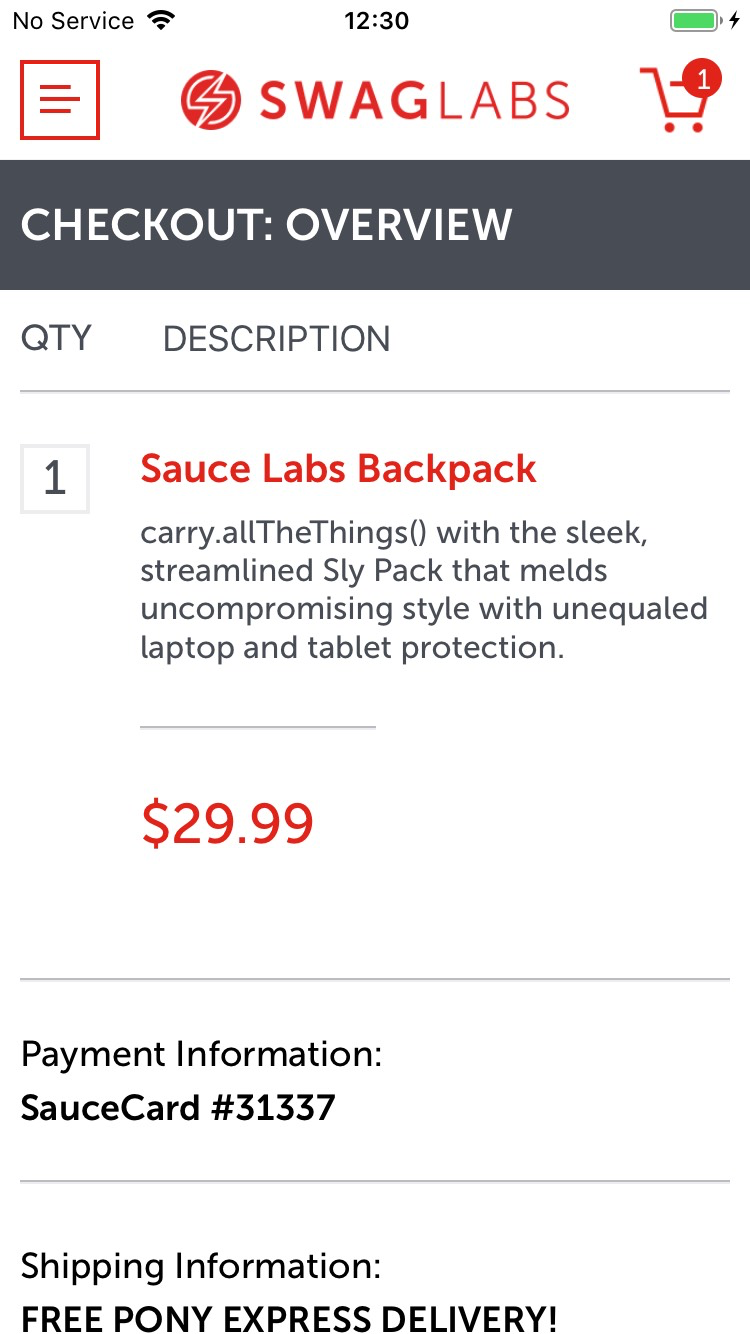 No Service 12:30
SWAGLABS 1
CHECKOUT: OVERVIEW
QTY DESCRIPTION
1 Sauce Labs Backpack
carry.allTheThings() with the sleek,
streamlined Sly Pack that melds
uncompromising style with unequaled
laptop and tablet protection.
$29.99
Payment Information:
SauceCard #31337
Shipping Information:
FREE PONY EXPRESS DELIVERY!